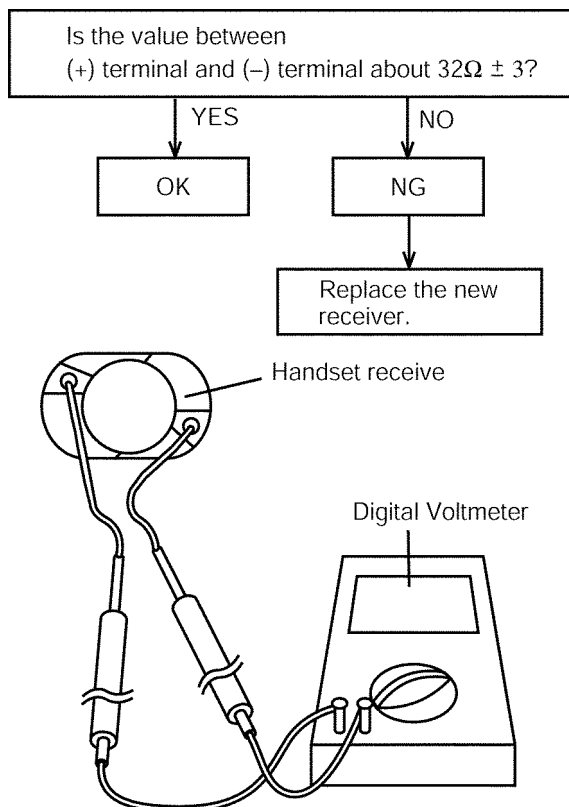 Is the value between
(+) terminal and (–) terminal about 32Ω ± 3?
YES
NO
OK
NG
Replace the new
receiver.
Handset receive
Digital Voltmeter